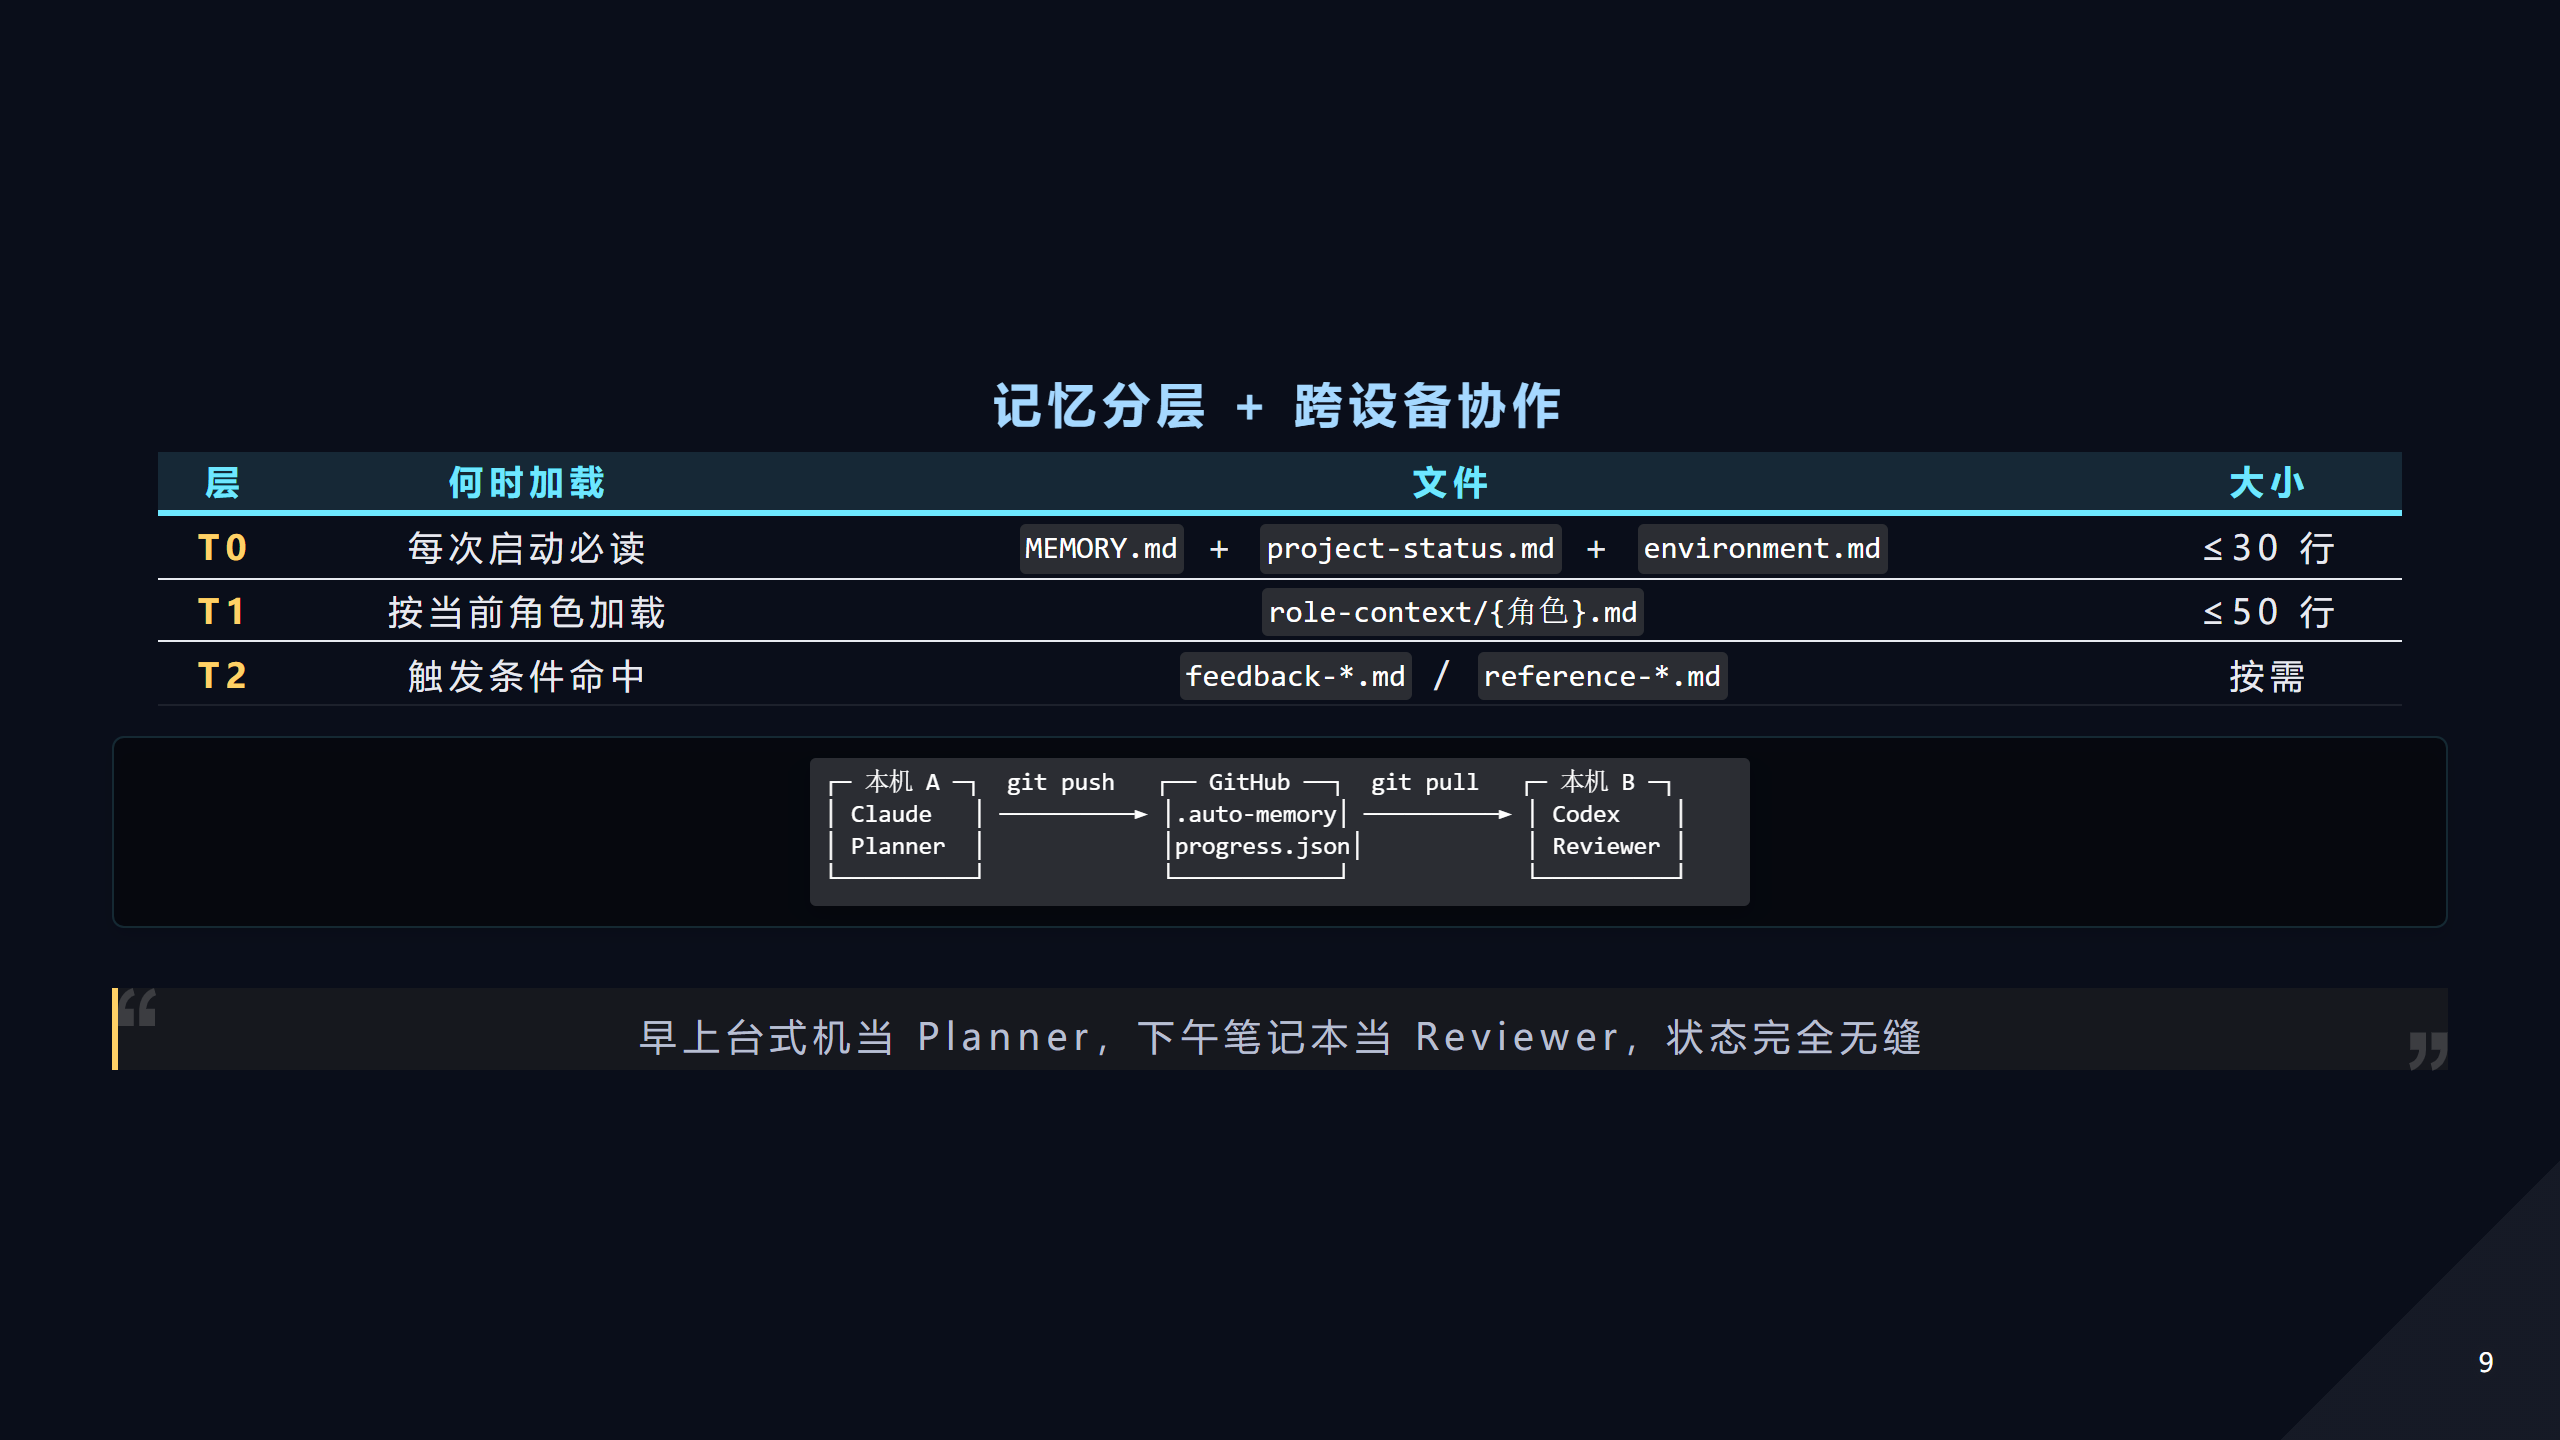 记忆分层 + 跨设备协作
层 何时加载 文件 大小
T0 每次启动必读 MEMORY.md + project-status.md + environment.md ≤30 行
T1 按当前角色加载 role-context/{角色}.md ≤50 行
T2 触发条件命中 feedback-*.md / reference-*.md 按需
┌─ 本机 A ─┐ git push ┌── GitHub ──┐ git pull ┌─ 本机 B ─┐
│ Claude │ ──────────► │.auto-memory│ ──────────► │ Codex │
│ Planner │ │progress.json│ │ Reviewer │
└──────────┘ └────────────┘ └──────────┘
“
早上台式机当 Planner，下午笔记本当 Reviewer，状态完全无缝
”
9